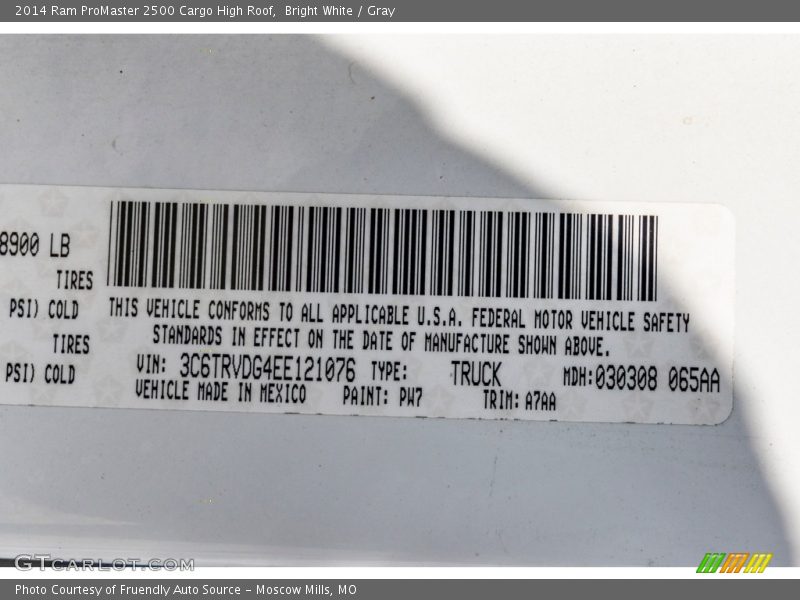 2014 Ram ProMaster 2500 Cargo High Roof, Bright White / Gray
8900 LB
TIRES
PSI) COLD
TIRES
PSI) COLD
THIS VEHICLE CONFORMS TO ALL APPLICABLE U.S.A. FEDERAL MOTOR VEHICLE SAFETY
STANDARDS IN EFFECT ON THE DATE OF MANUFACTURE SHOWN ABOVE.
VIN: 3C6TRVDG4EE121076 TYPE: TRUCK MDH:030308 065AA
VEHICLE MADE IN MEXICO PAINT: PW7 TRIM: A7AA
GTCARLOT.COM
Photo Courtesy of Fruendly Auto Source – Moscow Mills, MO